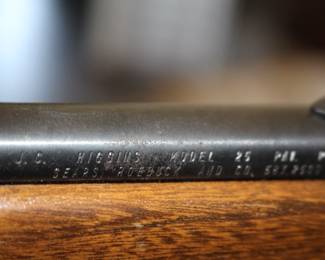 J.C. HIGGINS MODEL 25
SEARS ROEBUCK AND CO.